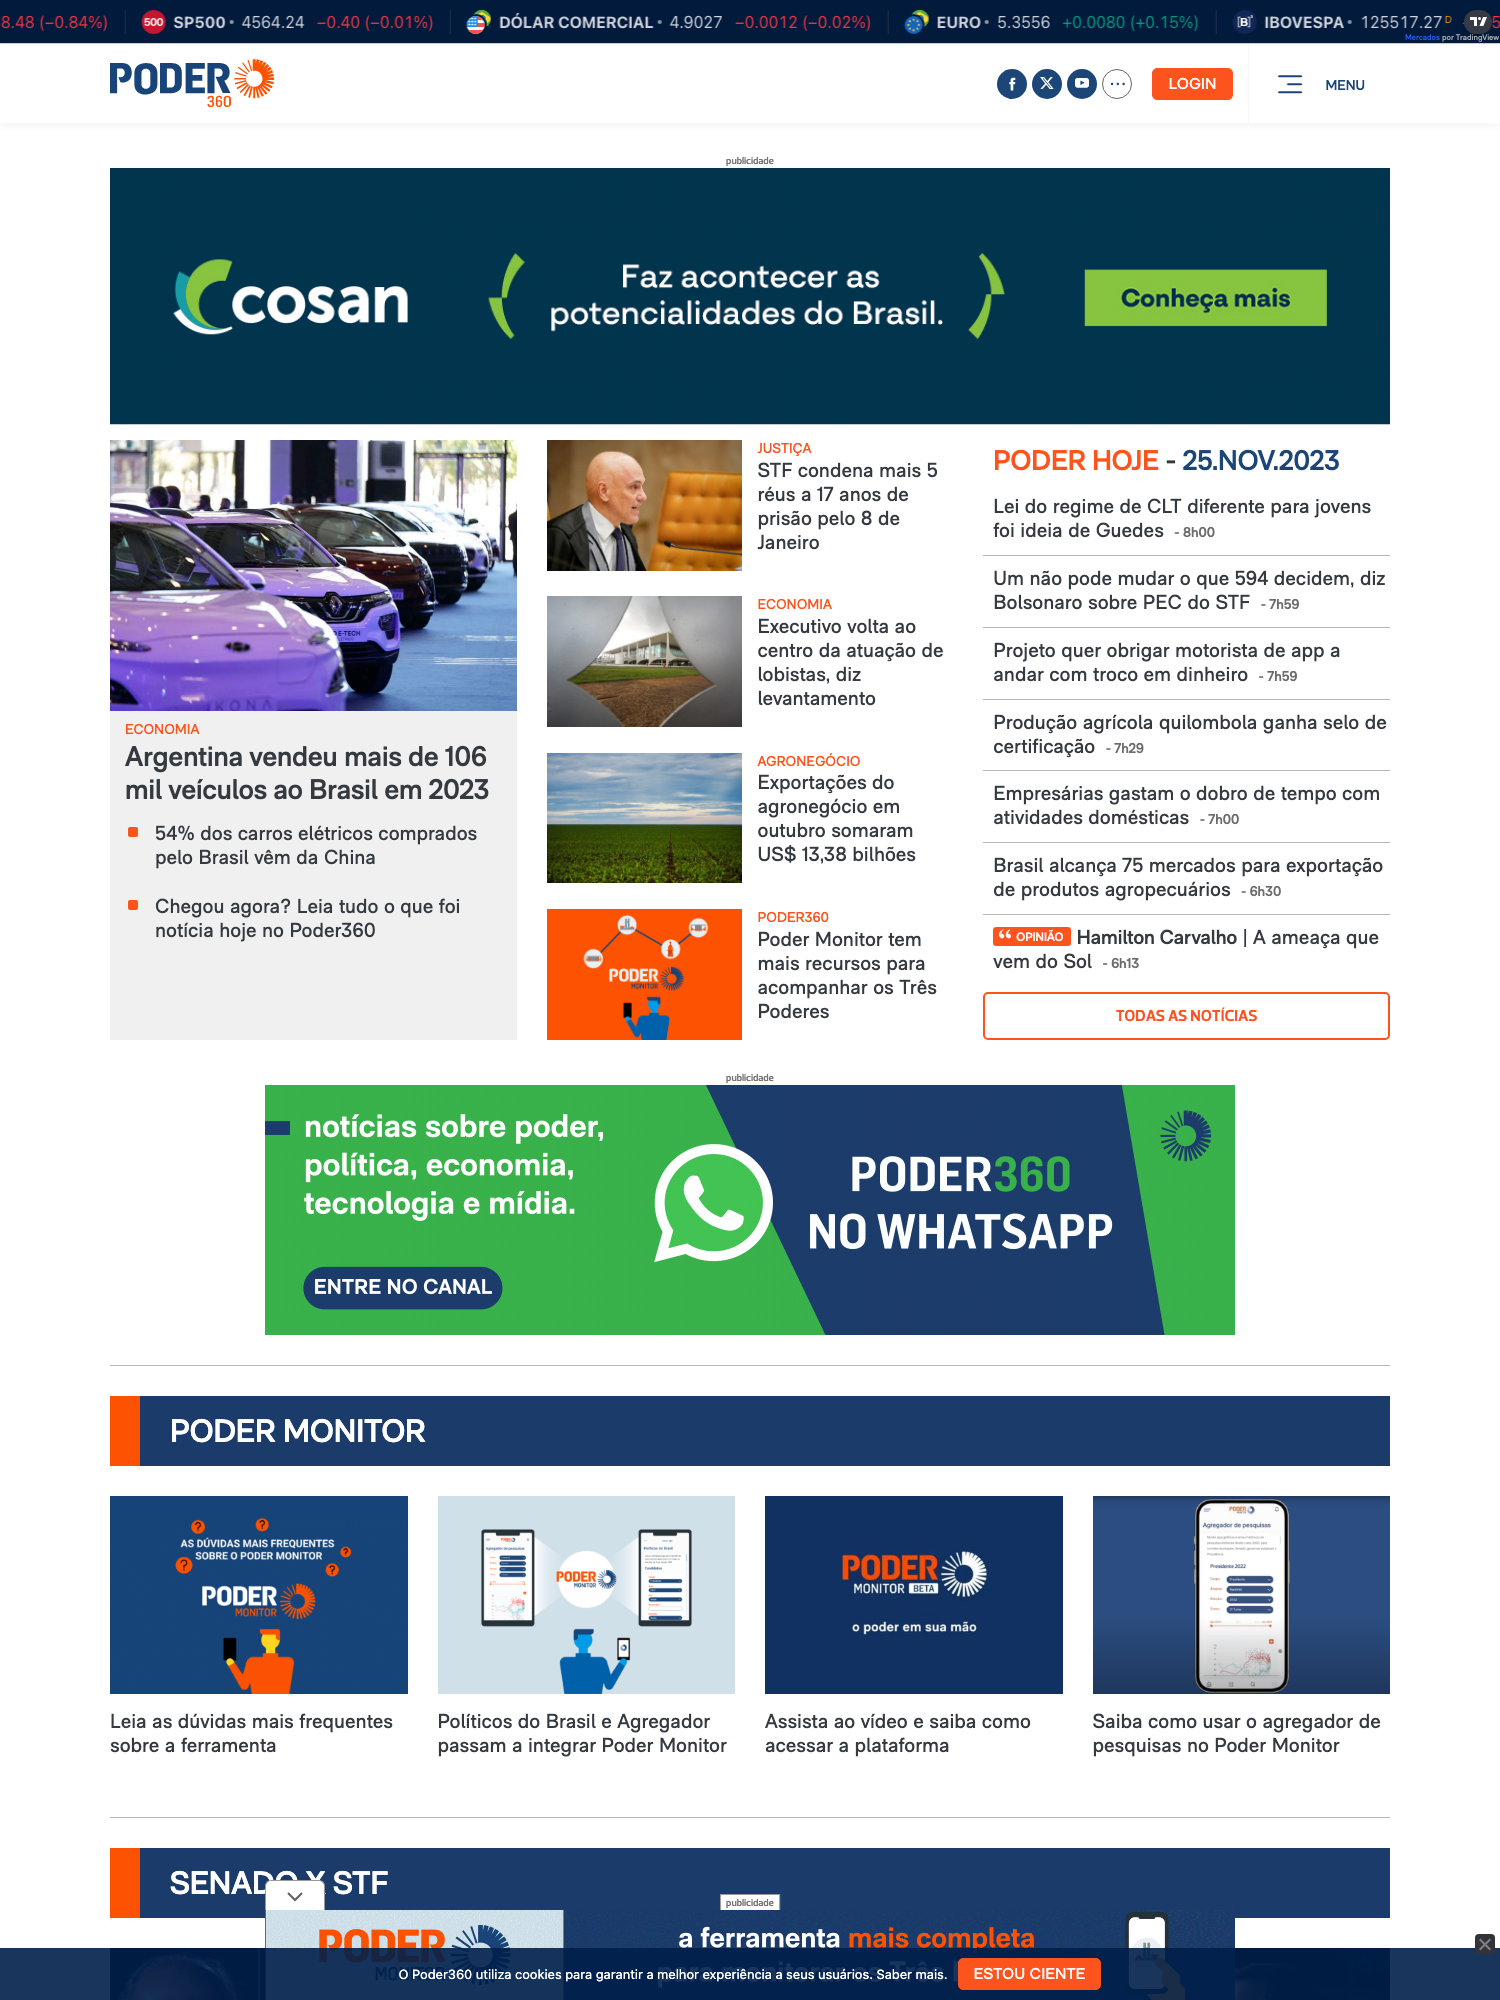 8.48 (−0.84%)
500 SP500 • 4564.24 −0.40 (−0.01%)
DÓLAR COMERCIAL • 4.9027 −0.0012 (−0.02%)
EURO • 5.3556 +0.0080 (+0.15%)
IBOVESPA • 125517.27 D
Mercados por TradingView
PODER
360
LOGIN
MENU
publicidade
cosan
Faz acontecer as
potencialidades do Brasil.
Conheça mais
ECONOMIA
Argentina vendeu mais de 106
mil veículos ao Brasil em 2023
54% dos carros elétricos comprados
pelo Brasil vêm da China
Chegou agora? Leia tudo o que foi
notícia hoje no Poder360
JUSTIÇA
STF condena mais 5
réus a 17 anos de
prisão pelo 8 de
Janeiro
ECONOMIA
Executivo volta ao
centro da atuação de
lobistas, diz
levantamento
AGRONEGÓCIO
Exportações do
agronegócio em
outubro somaram
US$ 13,38 bilhões
PODER
MONITOR
PODER360
Poder Monitor tem
mais recursos para
acompanhar os Três
Poderes
PODER HOJE - 25.NOV.2023
Lei do regime de CLT diferente para jovens
foi ideia de Guedes - 8h00
Um não pode mudar o que 594 decidem, diz
Bolsonaro sobre PEC do STF - 7h59
Projeto quer obrigar motorista de app a
andar com troco em dinheiro - 7h59
Produção agrícola quilombola ganha selo de
certificação - 7h29
Empresárias gastam o dobro de tempo com
atividades domésticas - 7h00
Brasil alcança 75 mercados para exportação
de produtos agropecuários - 6h30
OPINIÃO Hamilton Carvalho | A ameaça que
vem do Sol - 6h13
TODAS AS NOTÍCIAS
publicidade
notícias sobre poder,
política, economia,
tecnologia e mídia.
ENTRE NO CANAL
PODER360
NO WHATSAPP
PODER MONITOR
AS DÚVIDAS MAIS FREQUENTES
SOBRE O PODER MONITOR
PODER
MONITOR
Leia as dúvidas mais frequentes
sobre a ferramenta
Agregador de pesquisas
PODER
MONITOR
Políticos do Brasil e Agregador
passam a integrar Poder Monitor
PODER
MONITOR BETA
o poder em sua mão
Assista ao vídeo e saiba como
acessar a plataforma
PODER
Agregador de pesquisas
Presidente 2022
Saiba como usar o agregador de
pesquisas no Poder Monitor
SENADO X STF
publicidade
PODER
a ferramenta mais completa
O Poder360 utiliza cookies para garantir a melhor experiência a seus usuários. Saber mais.
ESTOU CIENTE